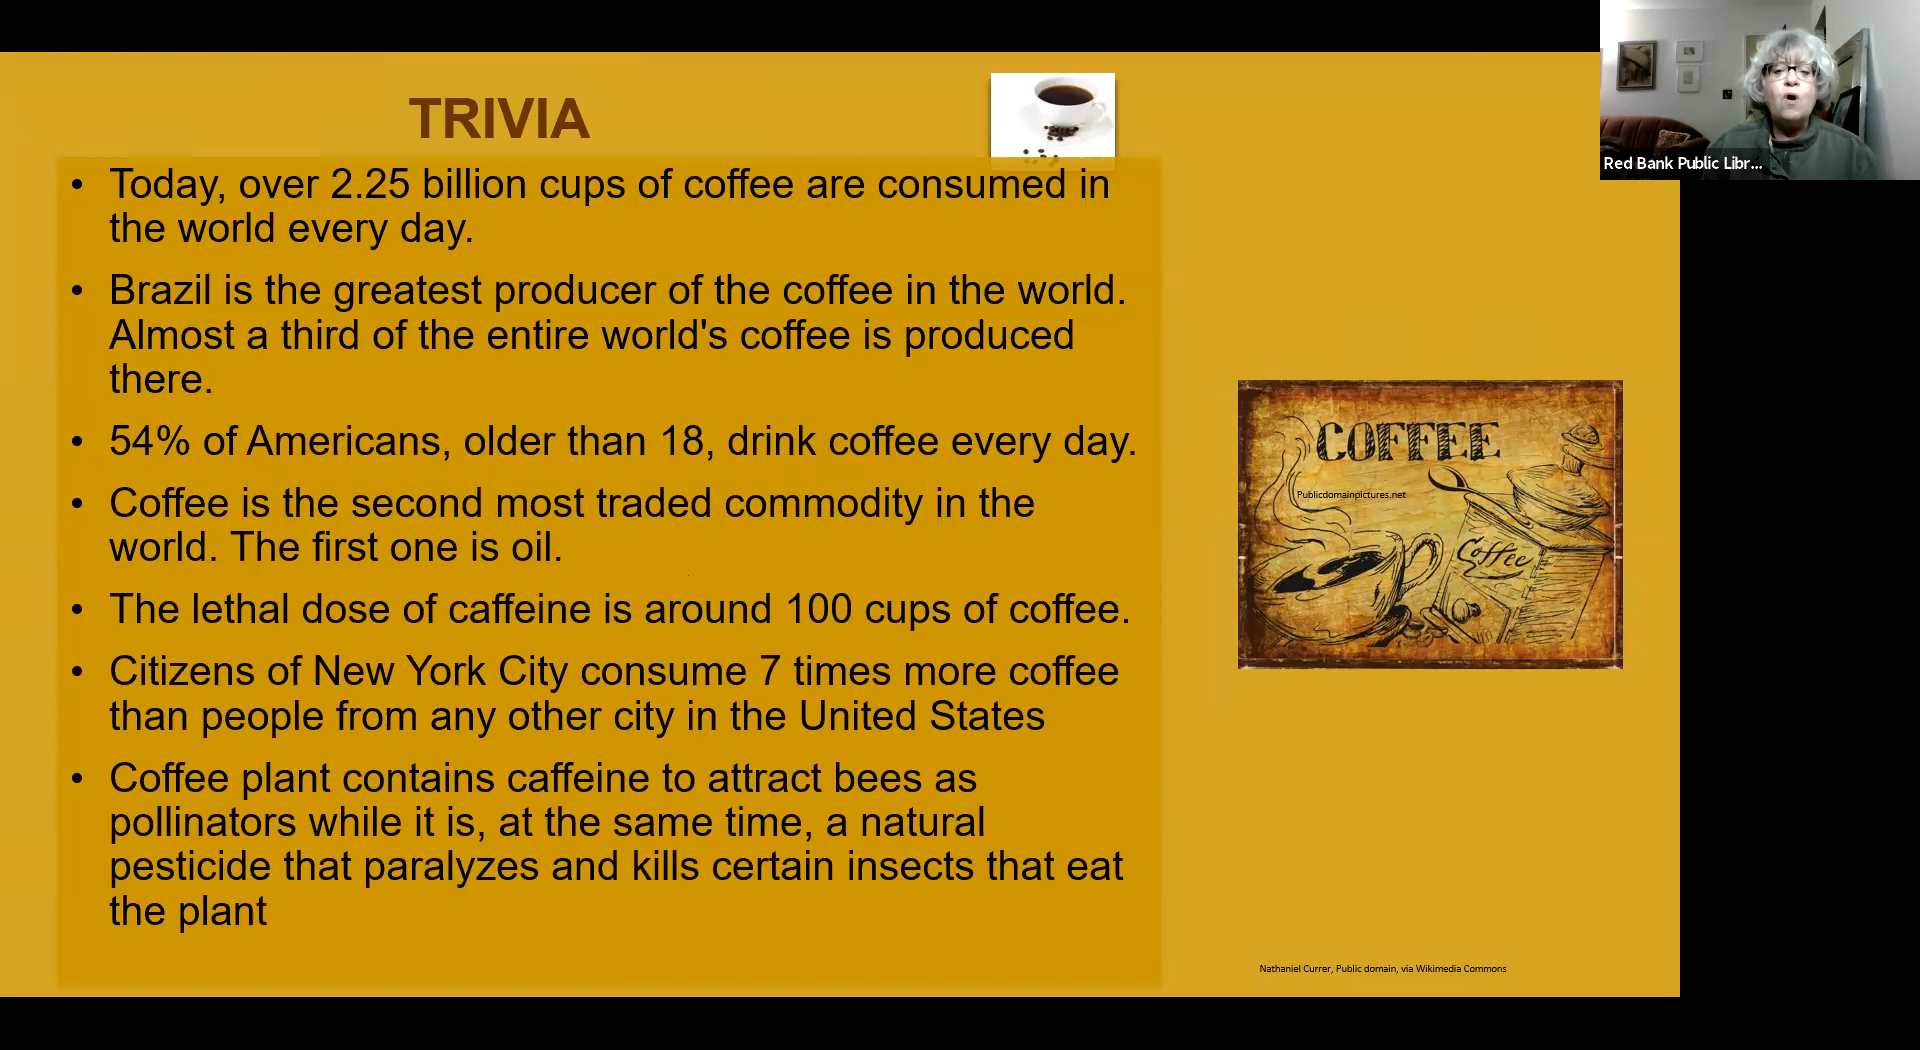 TRIVIA
• Today, over 2.25 billion cups of coffee are consumed in
the world every day.
• Brazil is the greatest producer of the coffee in the world.
Almost a third of the entire world's coffee is produced
there.
• 54% of Americans, older than 18, drink coffee every day.
• Coffee is the second most traded commodity in the
world. The first one is oil.
• The lethal dose of caffeine is around 100 cups of coffee.
• Citizens of New York City consume 7 times more coffee
than people from any other city in the United States
• Coffee plant contains caffeine to attract bees as
pollinators while it is, at the same time, a natural
pesticide that paralyzes and kills certain insects that eat
the plant
Red Bank Public Libr...
COFFEE
Publicdomainpictures.net
Coffee
Nathaniel Currer, Public domain, via Wikimedia Commons